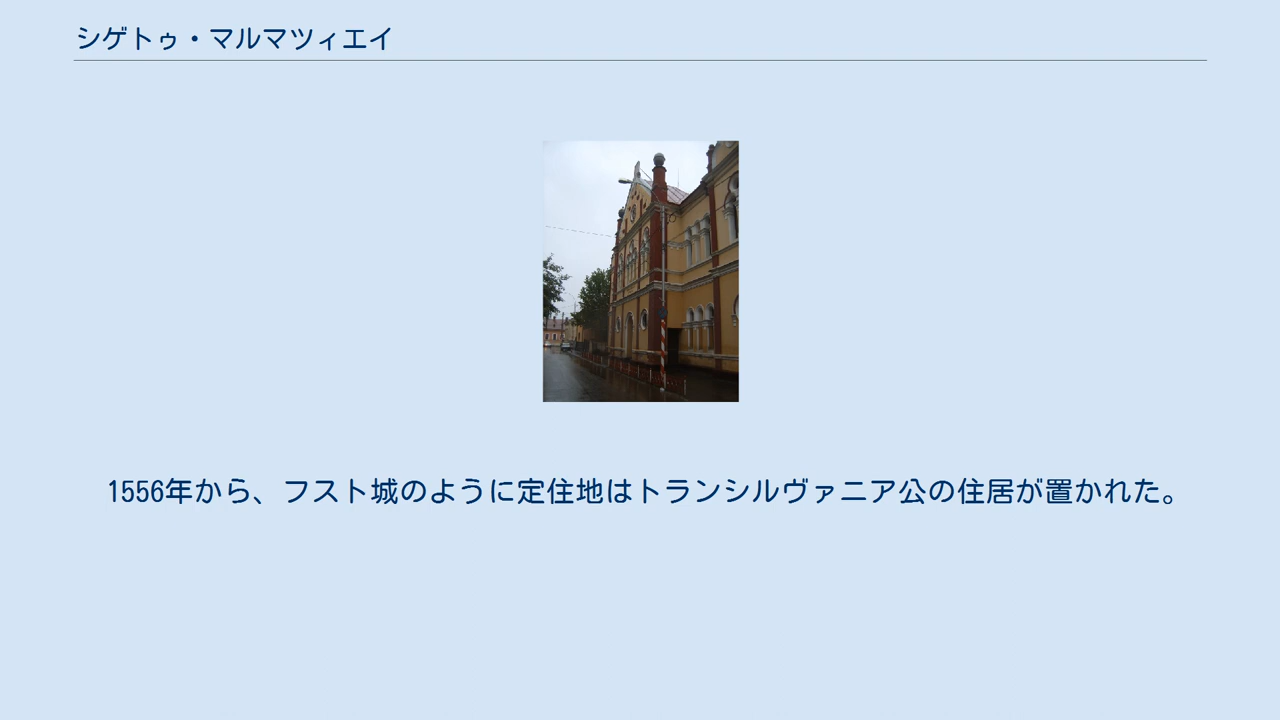 シゲトゥ・マルマツィエイ
1556年から、フスト城のように定住地はトランシルヴァニア公の住居が置かれた。